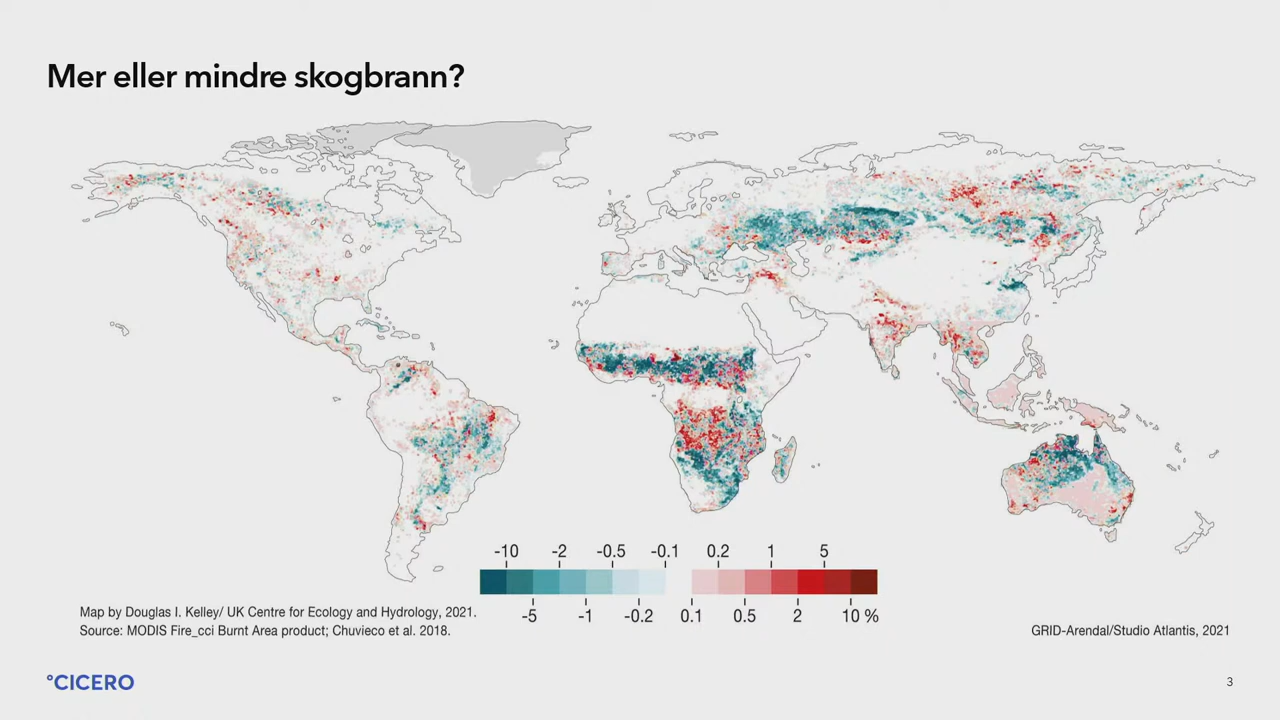 Mer eller mindre skogbrann?
-10 -2 -0.5 -0.1 0.2 1 5
-5 -1 -0.2 0.1 0.5 2 10 %
Map by Douglas I. Kelley/ UK Centre for Ecology and Hydrology, 2021.
Source: MODIS Fire_cci Burnt Area product; Chuvieco et al. 2018.
GRID-Arendal/Studio Atlantis, 2021
°CICERO
3